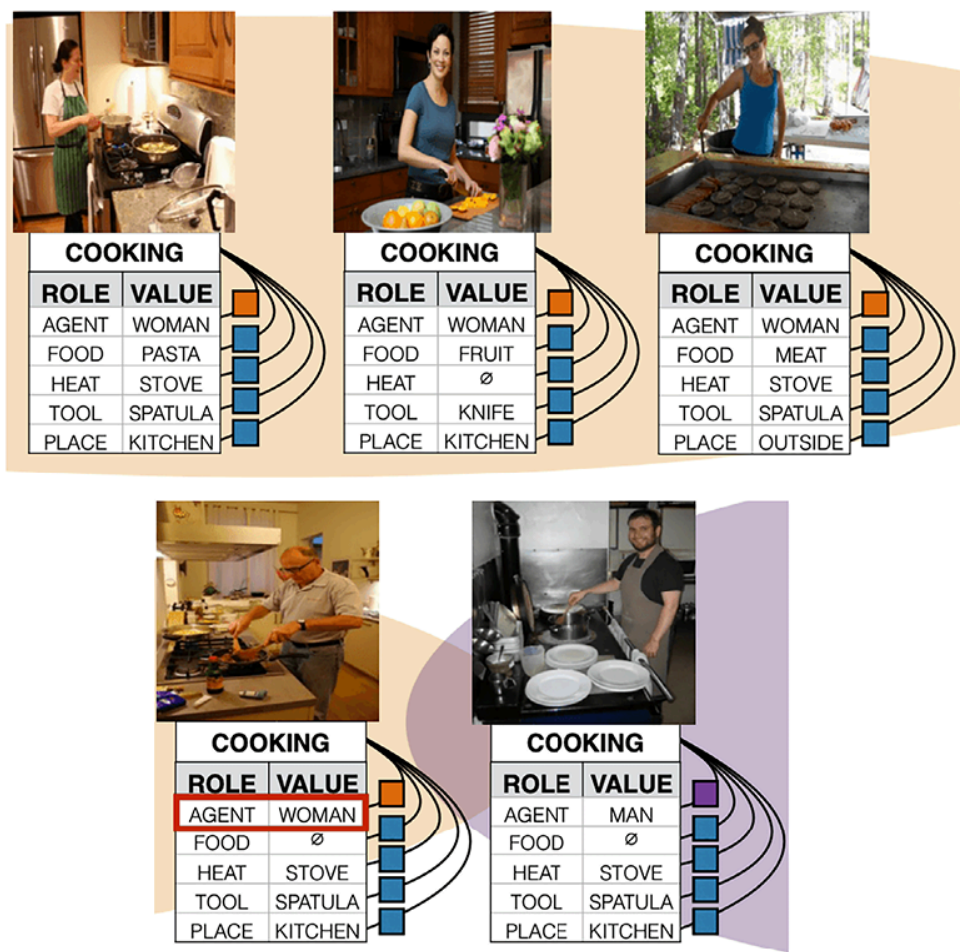 COOKING
ROLE VALUE
AGENT WOMAN
FOOD PASTA
HEAT STOVE
TOOL SPATULA
PLACE KITCHEN
COOKING
ROLE VALUE
AGENT WOMAN
FOOD FRUIT
HEAT ∅
TOOL KNIFE
PLACE KITCHEN
COOKING
ROLE VALUE
AGENT WOMAN
FOOD MEAT
HEAT STOVE
TOOL SPATULA
PLACE OUTSIDE
COOKING
ROLE VALUE
AGENT WOMAN
FOOD ∅
HEAT STOVE
TOOL SPATULA
PLACE KITCHEN
COOKING
ROLE VALUE
AGENT MAN
FOOD ∅
HEAT STOVE
TOOL SPATULA
PLACE KITCHEN